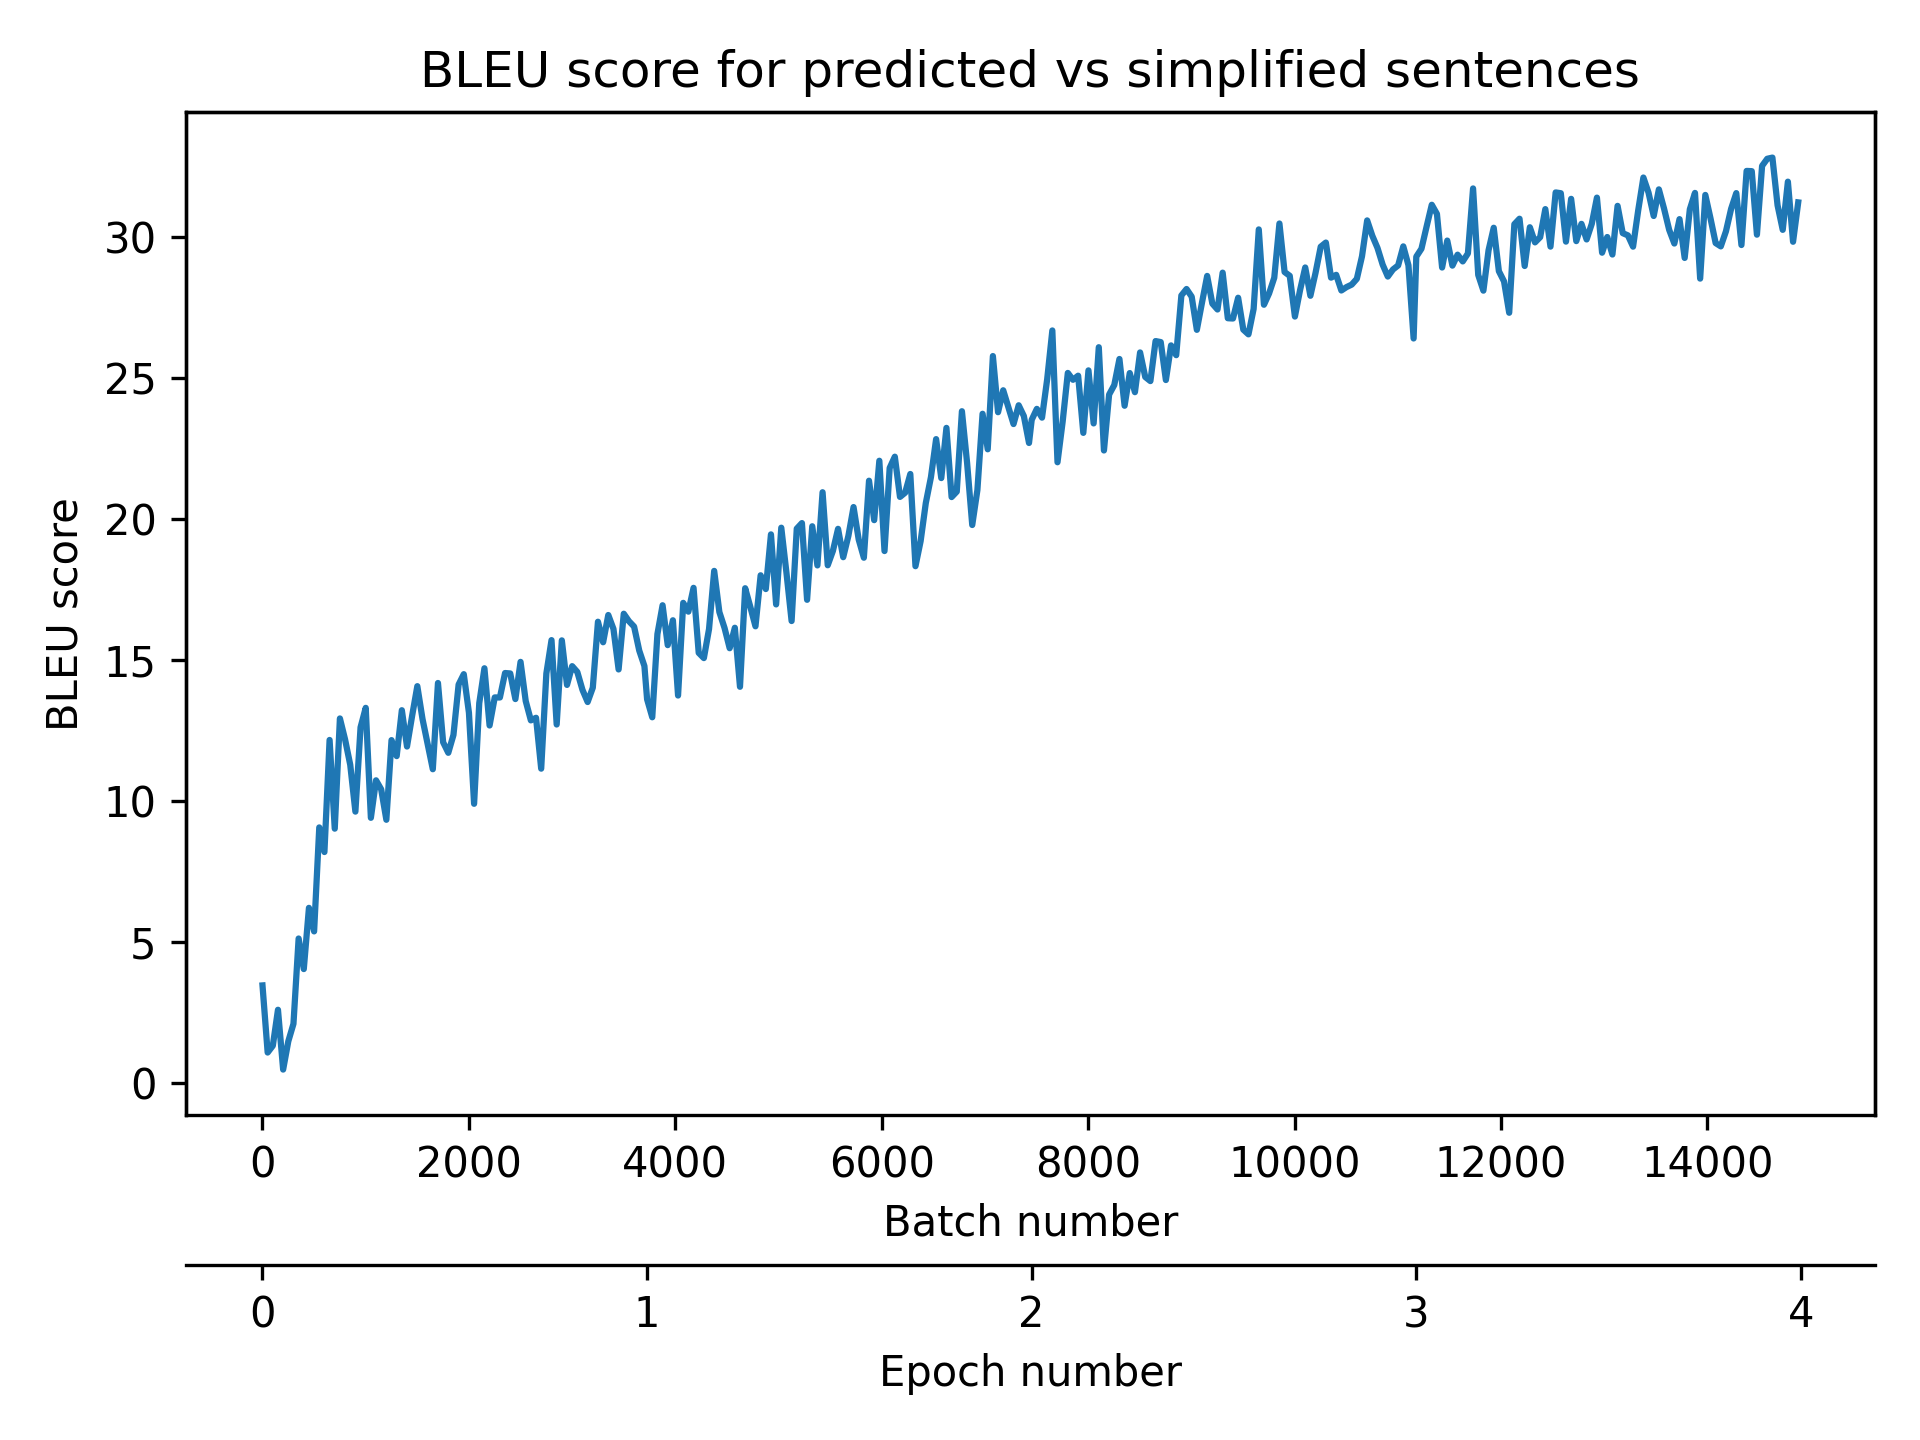 BLEU score for predicted vs simplified sentences
BLEU score
30
25
20
15
10
5
0
0 2000 4000 6000 8000 10000 12000 14000
Batch number
0 1 2 3 4
Epoch number